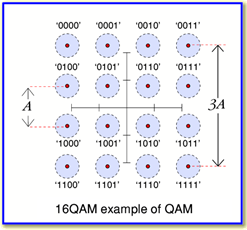 '0000' '0001' '0010' '0011'
'0100' '0101' '0110' '0111'
A 3A
'1000' '1001' '1010' '1011'
'1100' '1101' '1110' '1111'
16QAM example of QAM